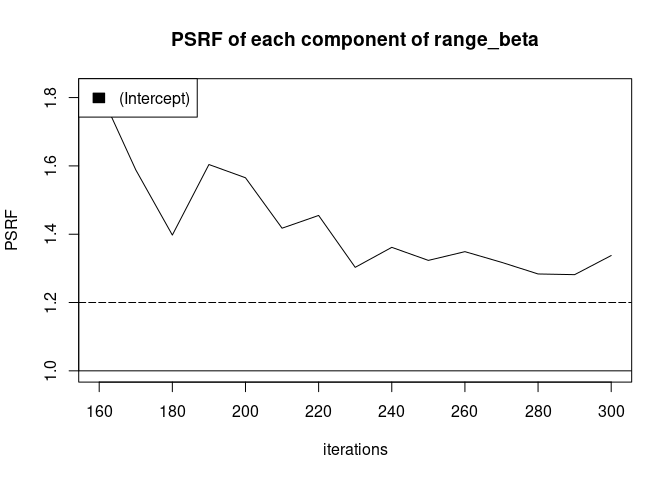 PSRF of each component of range_beta
(Intercept)
PSRF
1.8
1.6
1.4
1.2
1.0
160 180 200 220 240 260 280 300
iterations